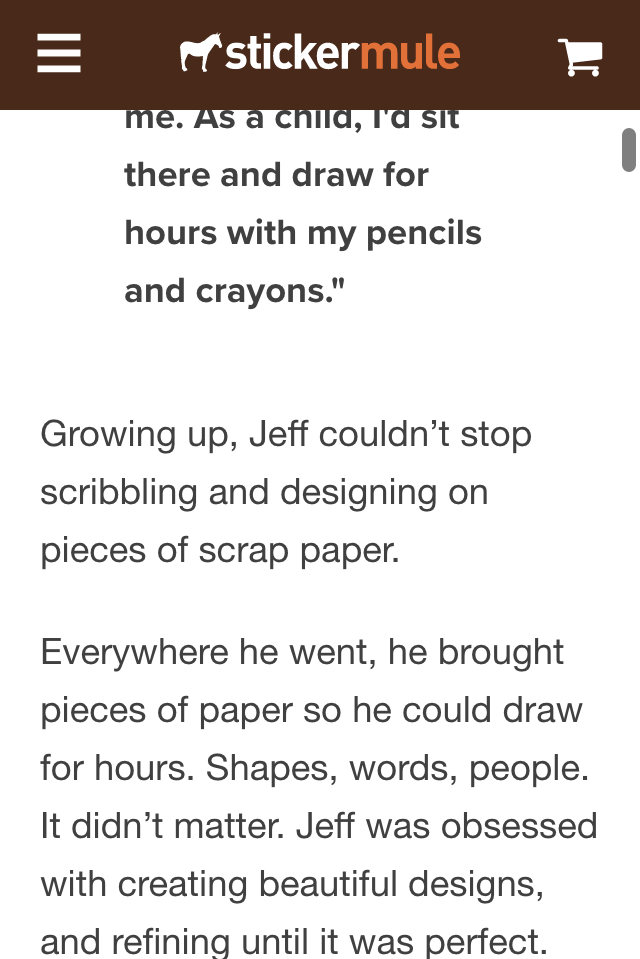 stickermule
me. As a child, I'd sit
there and draw for
hours with my pencils
and crayons."
Growing up, Jeff couldn’t stop
scribbling and designing on
pieces of scrap paper.
Everywhere he went, he brought
pieces of paper so he could draw
for hours. Shapes, words, people.
It didn’t matter. Jeff was obsessed
with creating beautiful designs,
and refining until it was perfect.